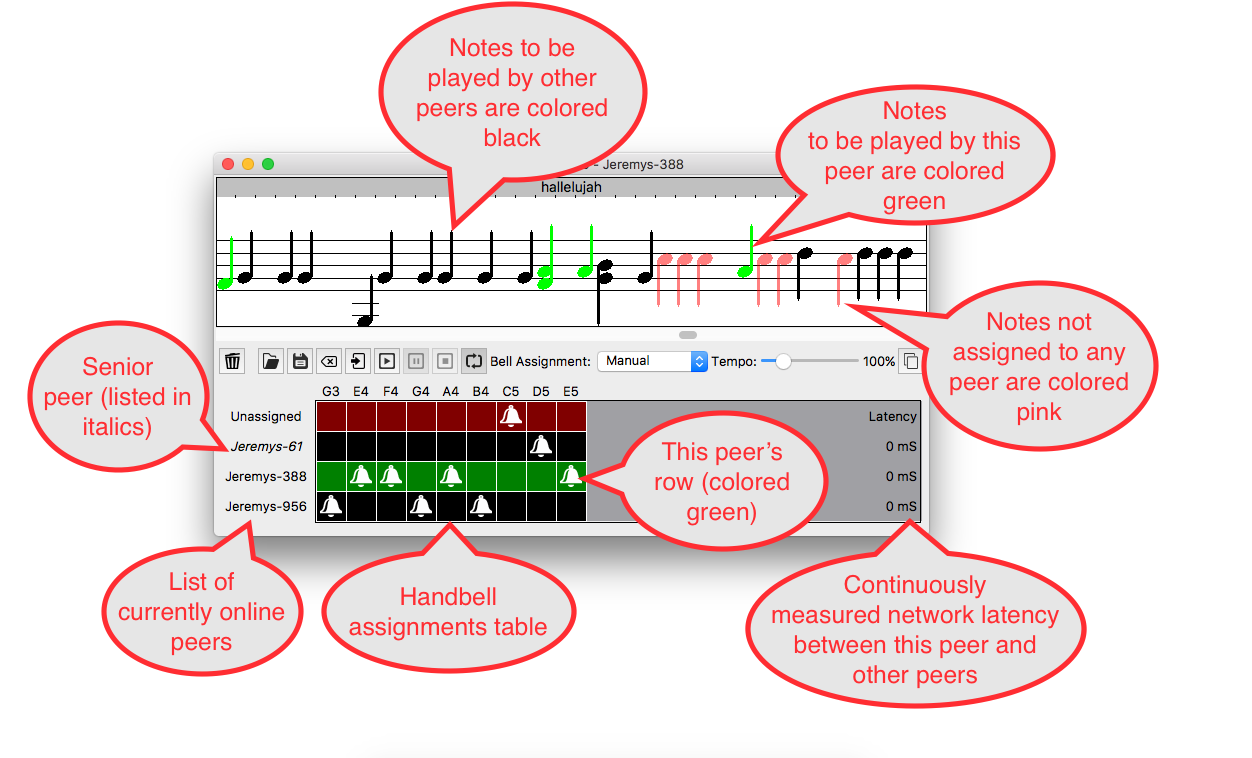 Notes to be
played by other
peers are colored
black
Notes
to be played by this
peer are colored
green
- Jeremys-388
hallelujah
Senior
peer (listed in
italics)
Notes not
assigned to any
peer are colored
pink
Bell Assignment: Manual Tempo: 100%
G3 E4 F4 G4 A4 B4 C5 D5 E5
Unassigned Latency
Jeremys-61 0 mS
Jeremys-388 0 mS
Jeremys-956 0 mS
This peer’s
row (colored
green)
List of
currently online
peers
Handbell
assignments table
Continuously
measured network latency
between this peer and
other peers